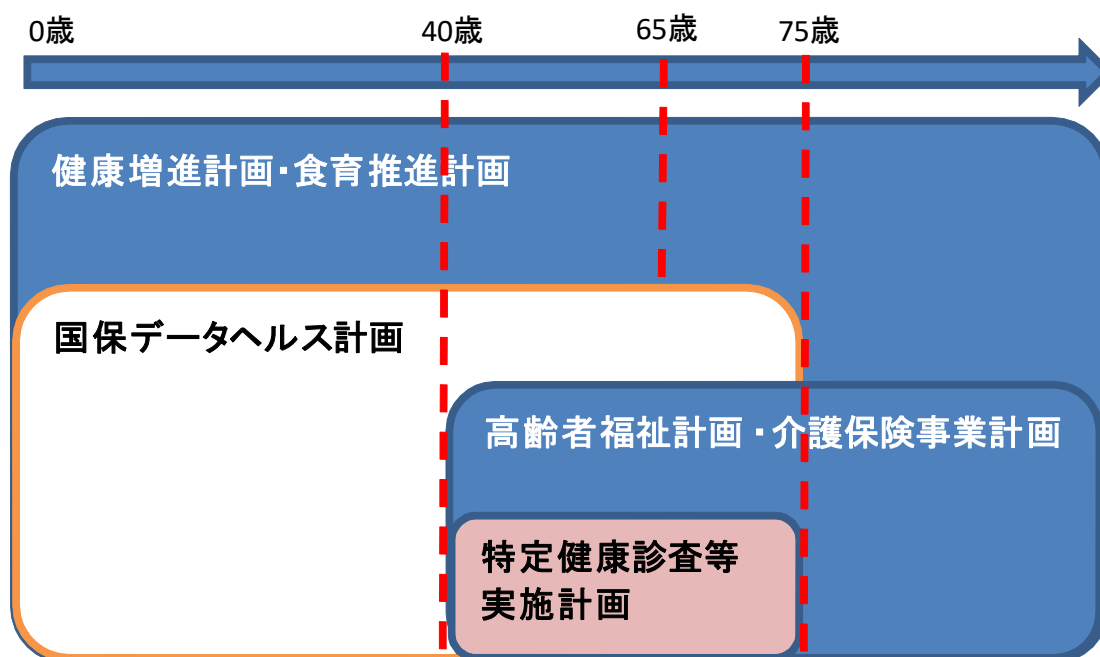 0歳 40歳 65歳 75歳
健康増進計画・食育推進計画
国保データヘルス計画
高齢者福祉計画・介護保険事業計画
特定健康診査等
実施計画